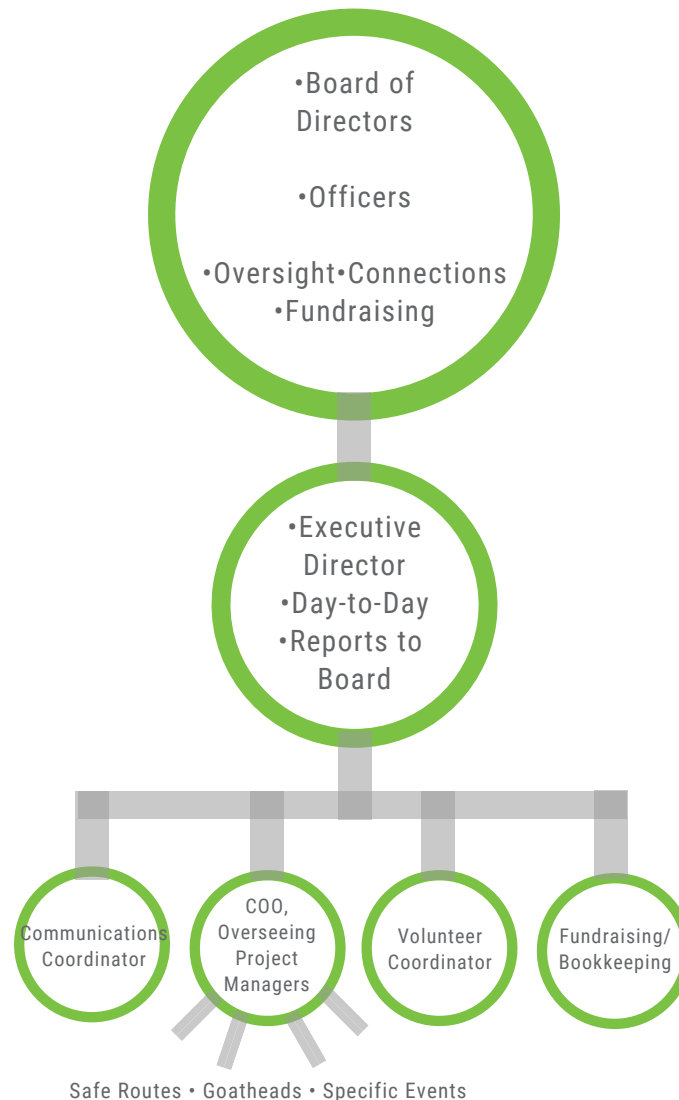 •Board of
Directors
•Officers
•Oversight•Connections
•Fundraising
•Executive
Director
•Day-to-Day
•Reports to
Board
Communications
Coordinator
COO,
Overseeing
Project
Managers
Volunteer
Coordinator
Fundraising/
Bookkeeping
Safe Routes • Goatheads • Specific Events